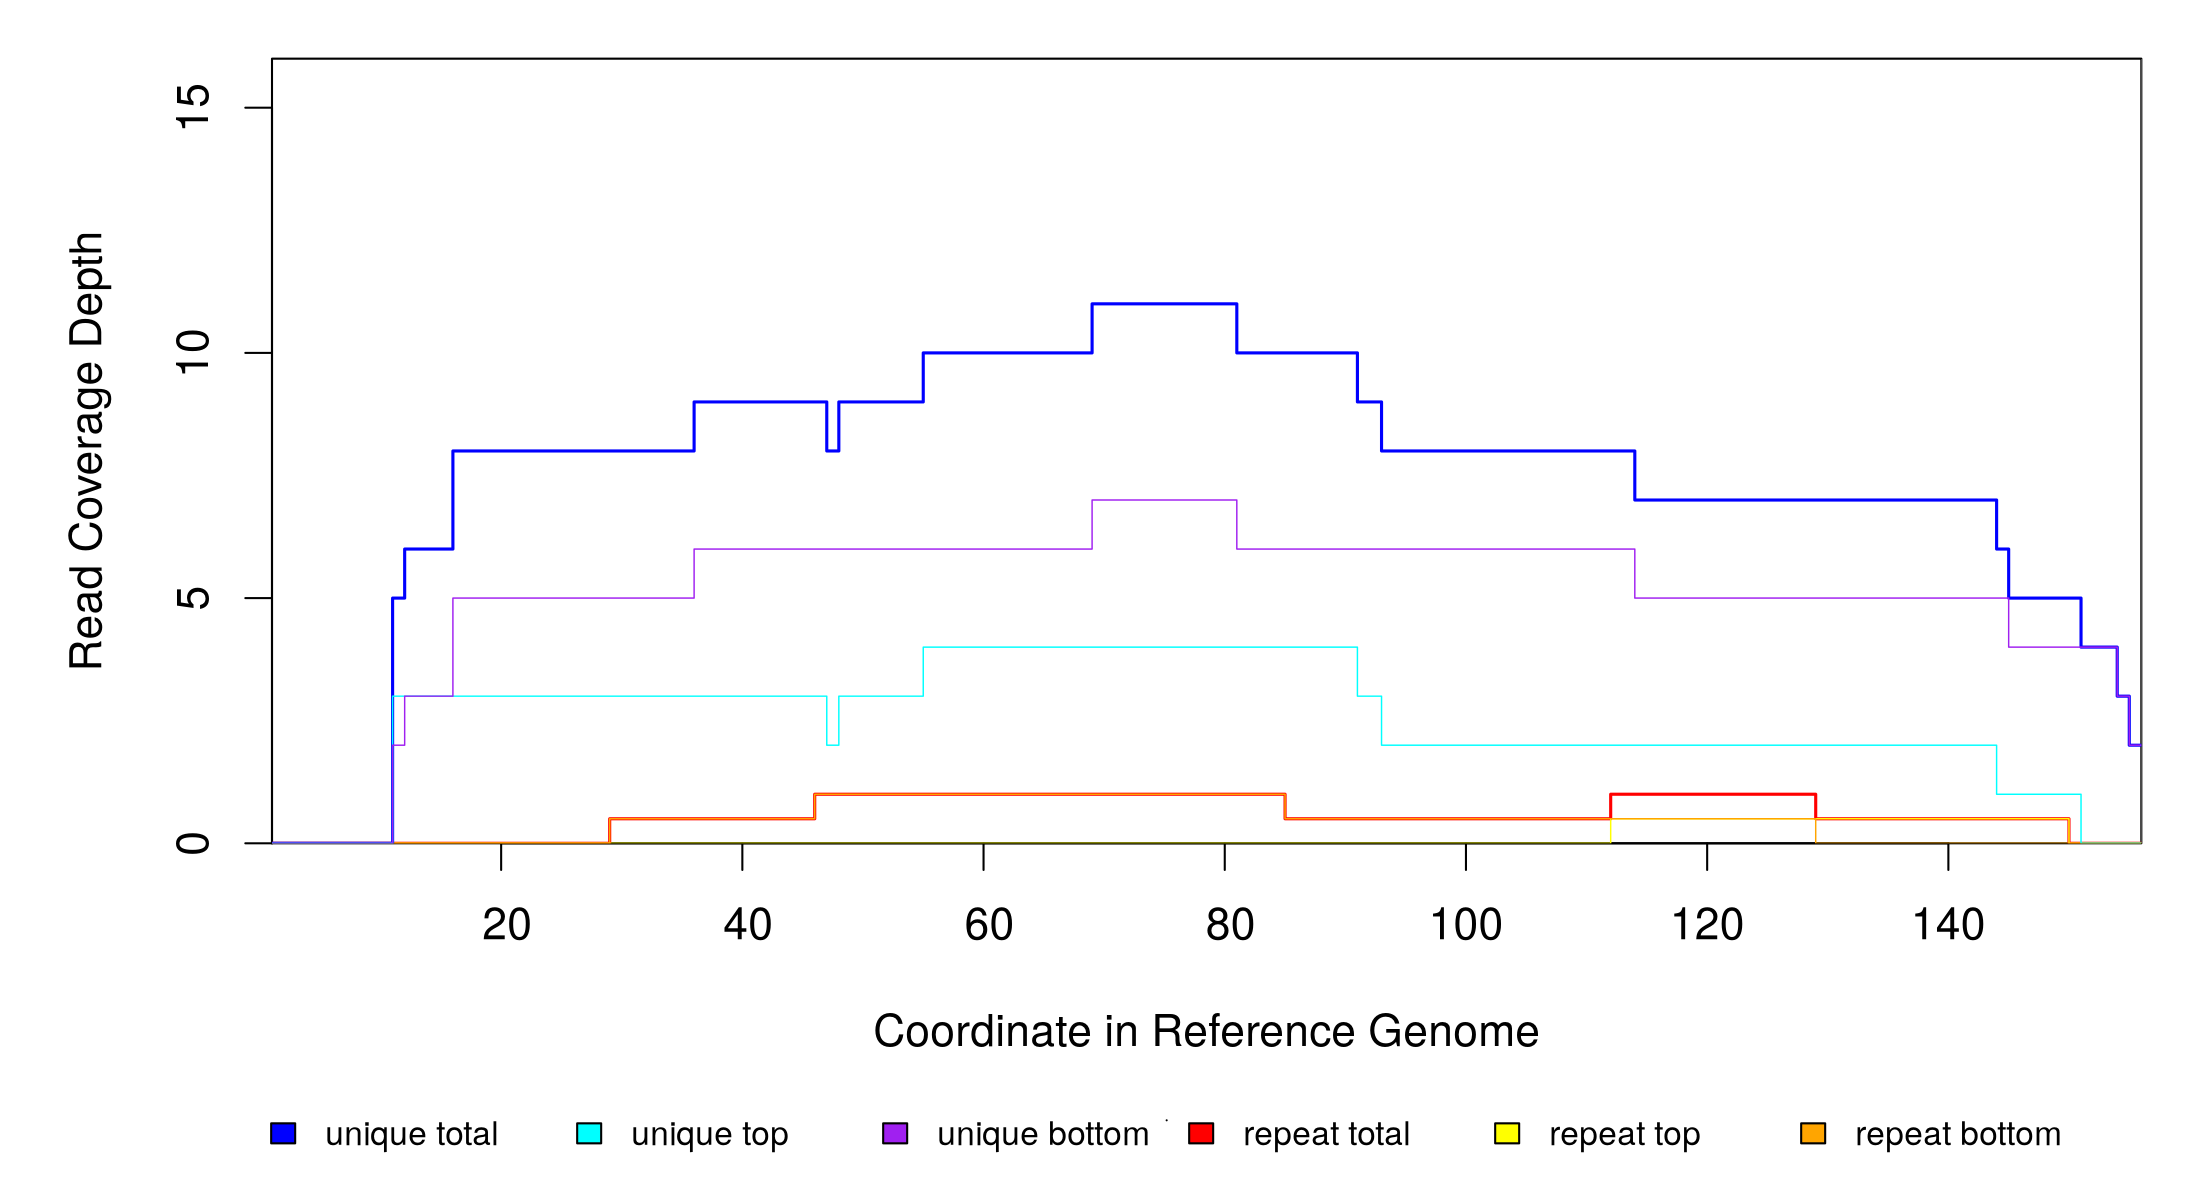 Read Coverage Depth
15
10
5
0
20 40 60 80 100 120 140
Coordinate in Reference Genome
unique total unique top unique bottom repeat total repeat top repeat bottom